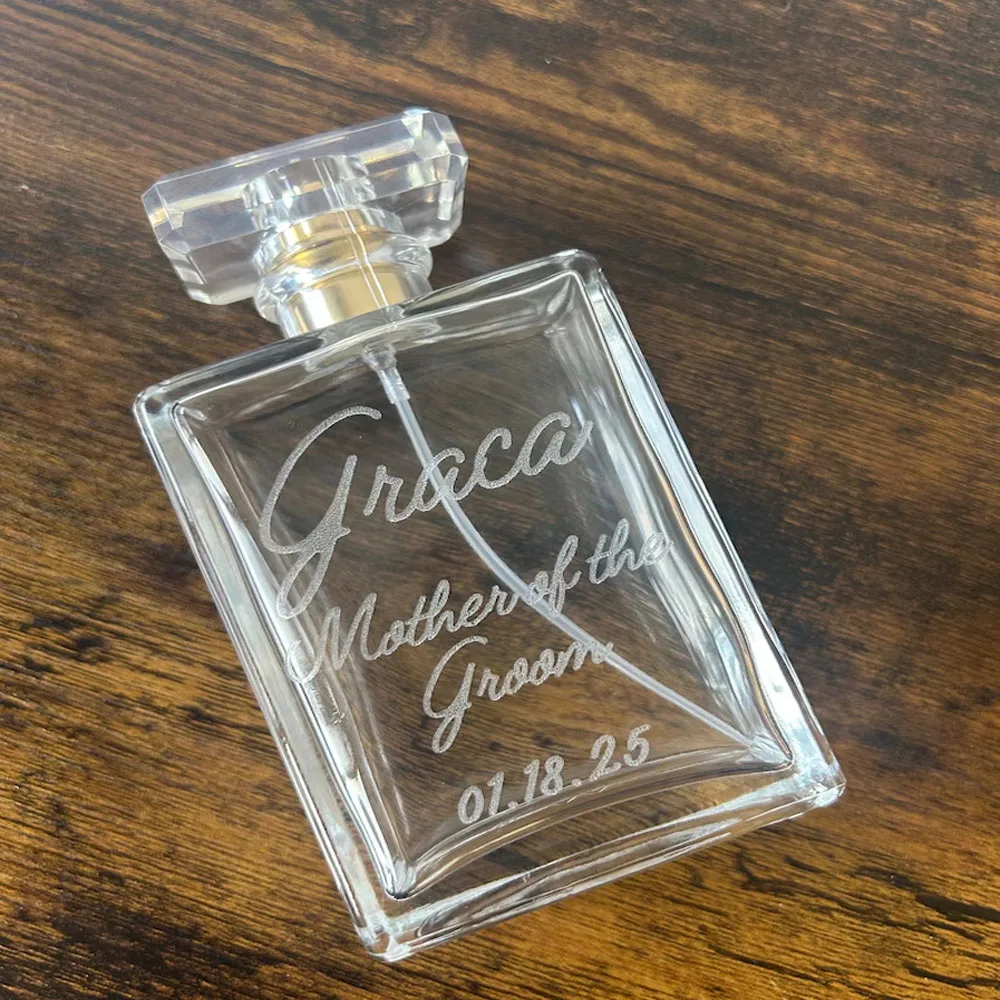 Graca
Mother of the
Groom
01.18.25